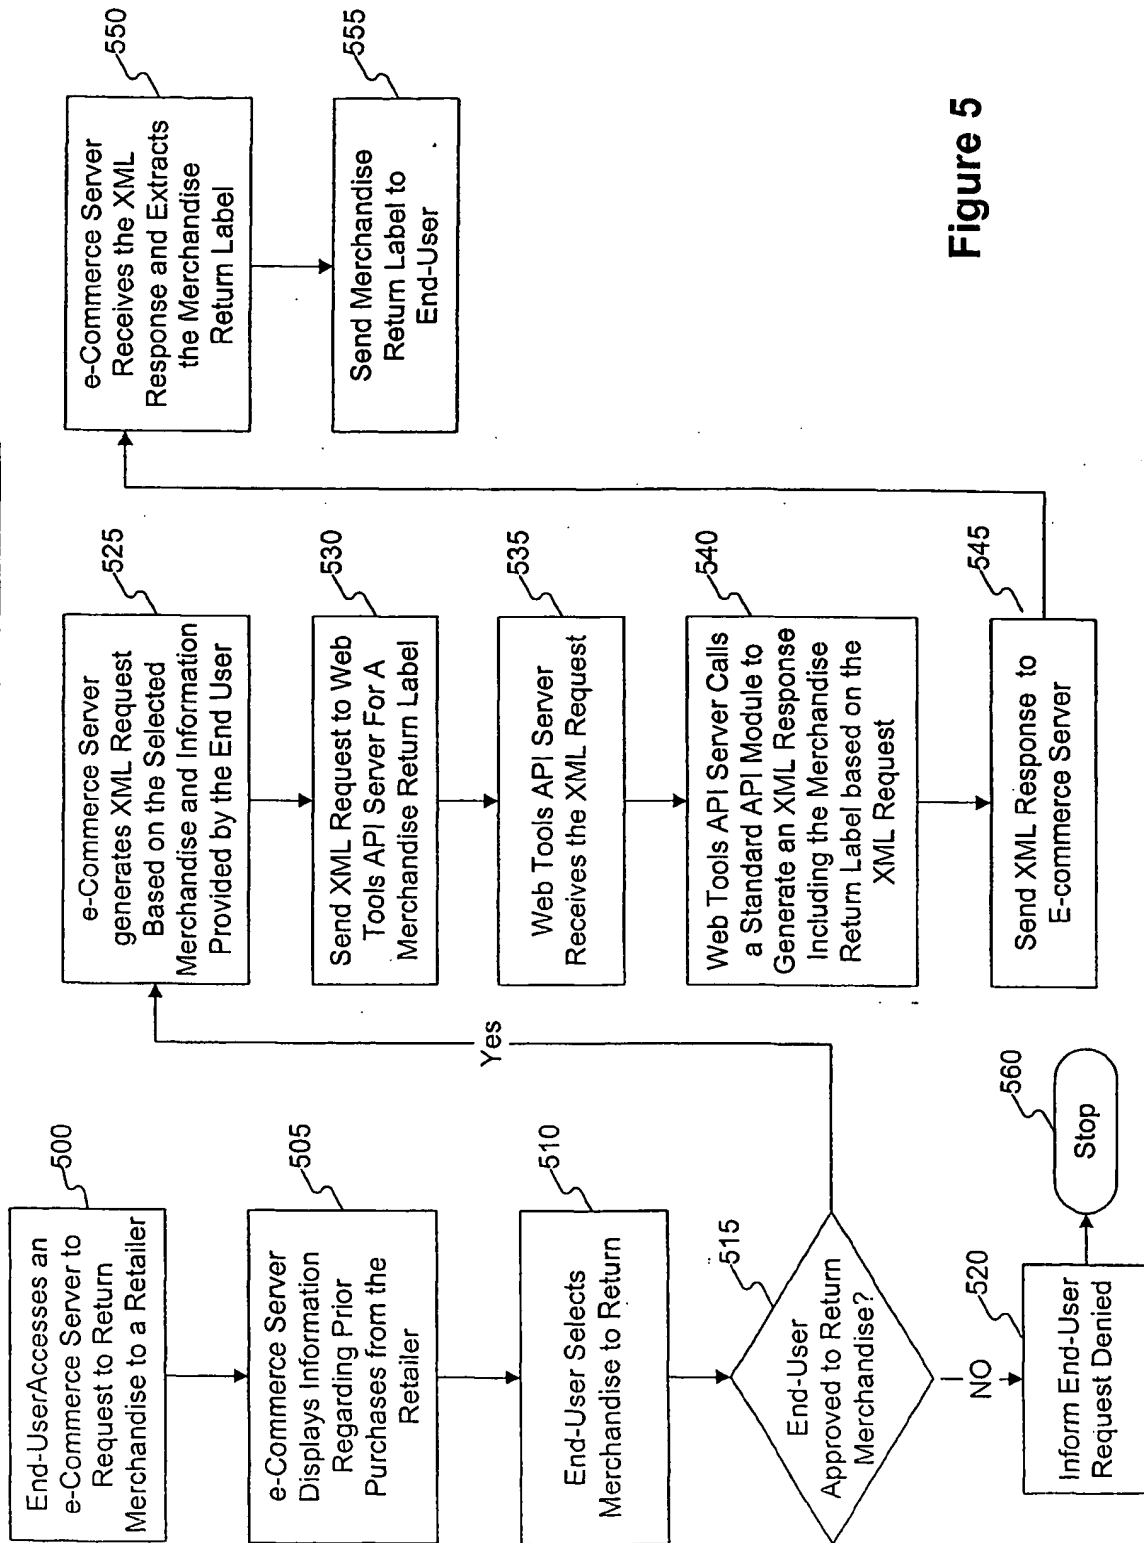 500
End-UserAccesses an
e-Commerce Server to
Request to Return
Merchandise to a Retailer
505
e-Commerce Server
Displays Information
Regarding Prior
Purchases from the
Retailer
510
End-User Selects
Merchandise to Return
515
End-User
Approved to Return
Merchandise?
Yes
NO
520
Inform End-User
Request Denied
560
Stop
525
e-Commerce Server
generates XML Request
Based on the Selected
Merchandise and Information
Provided by the End User
530
Send XML Request to Web
Tools API Server For A
Merchandise Return Label
535
Web Tools API Server
Receives the XML Request
540
Web Tools API Server Calls
a Standard API Module to
Generate an XML Response
Including the Merchandise
Return Label based on the
XML Request
545
Send XML Response to
E-commerce Server
550
e-Commerce Server
Receives the XML
Response and Extracts
the Merchandise
Return Label
555
Send Merchandise
Return Label to
End-User
Figure 5